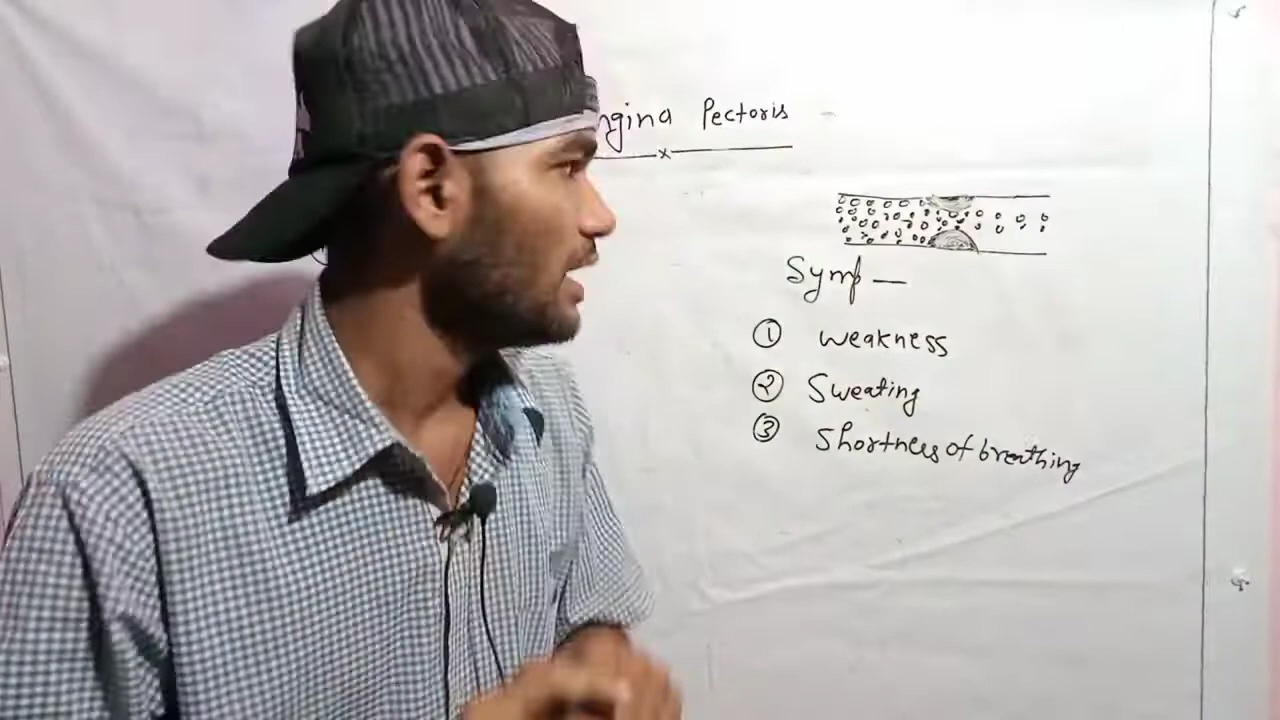 ngina Pectoris
Symp —
① weakness
② Sweating
③ Shortness of breathing